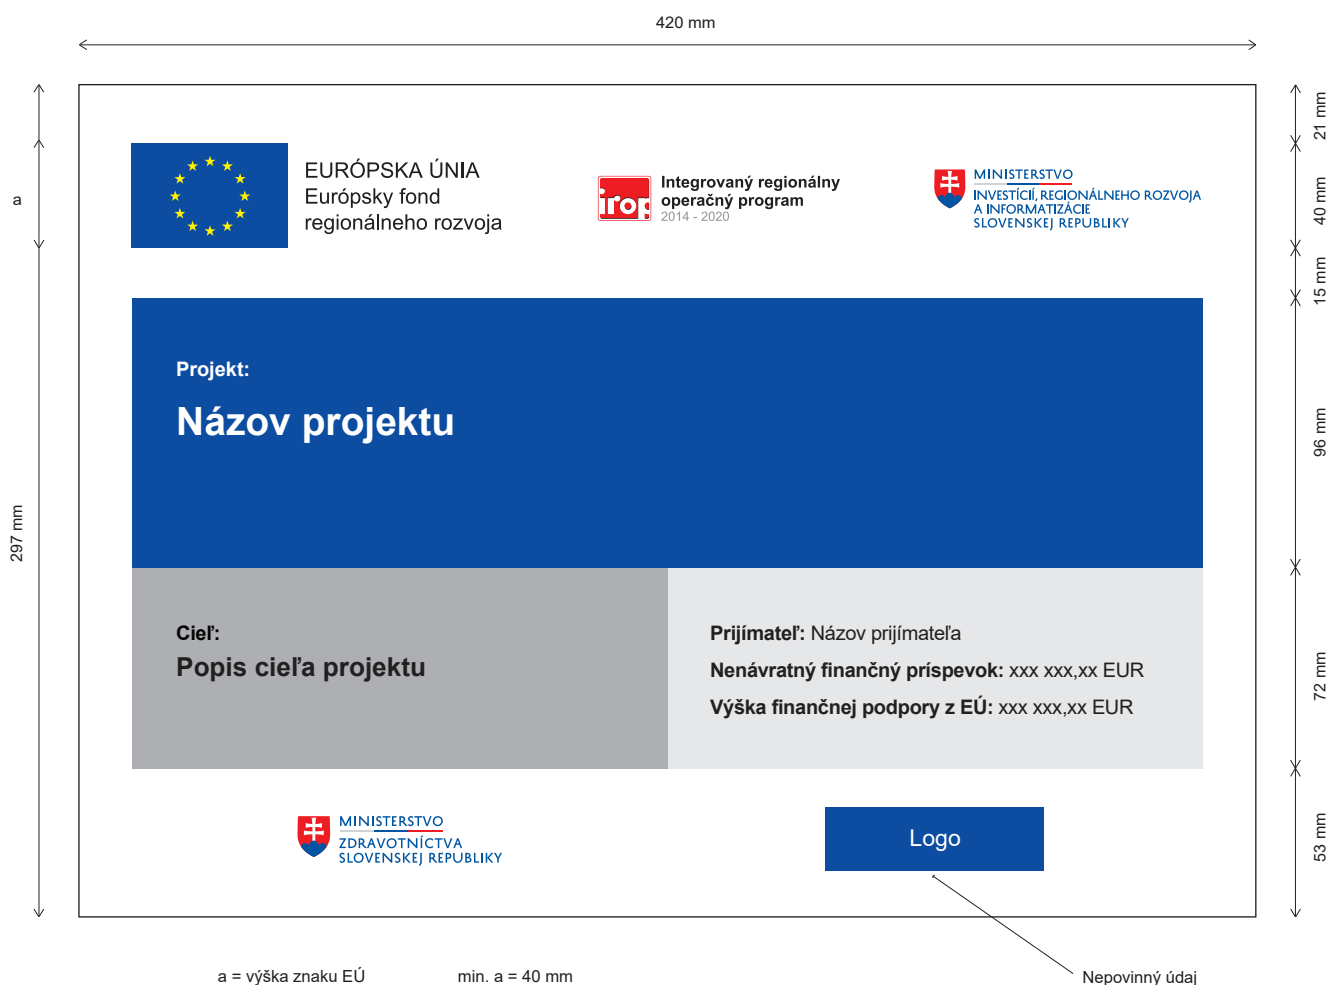 420 mm
21 mm
a
40 mm
15 mm
96 mm
297 mm
72 mm
53 mm
EURÓPSKA ÚNIA
Európsky fond
regionálneho rozvoja
irop
Integrovaný regionálny
operačný program
2014 - 2020
MINISTERSTVO
INVESTÍCIÍ, REGIONÁLNEHO ROZVOJA
A INFORMATIZÁCIE
SLOVENSKEJ REPUBLIKY
Projekt:
Názov projektu
Cieľ:
Popis cieľa projektu
Prijímateľ: Názov prijímateľa
Nenávratný finančný príspevok: xxx xxx,xx EUR
Výška finančnej podpory z EÚ: xxx xxx,xx EUR
MINISTERSTVO
ZDRAVOTNÍCTVA
SLOVENSKEJ REPUBLIKY
Logo
a = výška znaku EÚ
min. a = 40 mm
Nepovinný údaj